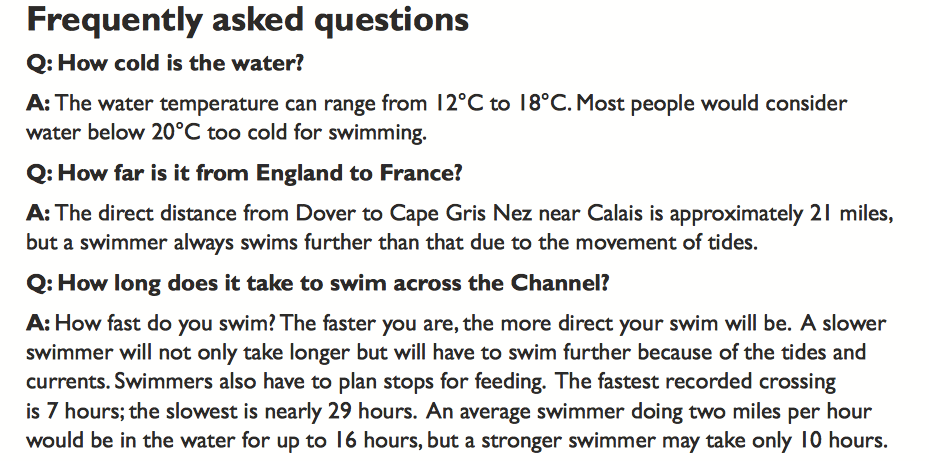 Frequently asked questions
Q: How cold is the water?
A: The water temperature can range from 12°C to 18°C. Most people would consider
water below 20°C too cold for swimming.
Q: How far is it from England to France?
A: The direct distance from Dover to Cape Gris Nez near Calais is approximately 21 miles,
but a swimmer always swims further than that due to the movement of tides.
Q: How long does it take to swim across the Channel?
A: How fast do you swim? The faster you are, the more direct your swim will be. A slower
swimmer will not only take longer but will have to swim further because of the tides and
currents. Swimmers also have to plan stops for feeding. The fastest recorded crossing
is 7 hours; the slowest is nearly 29 hours. An average swimmer doing two miles per hour
would be in the water for up to 16 hours, but a stronger swimmer may take only 10 hours.